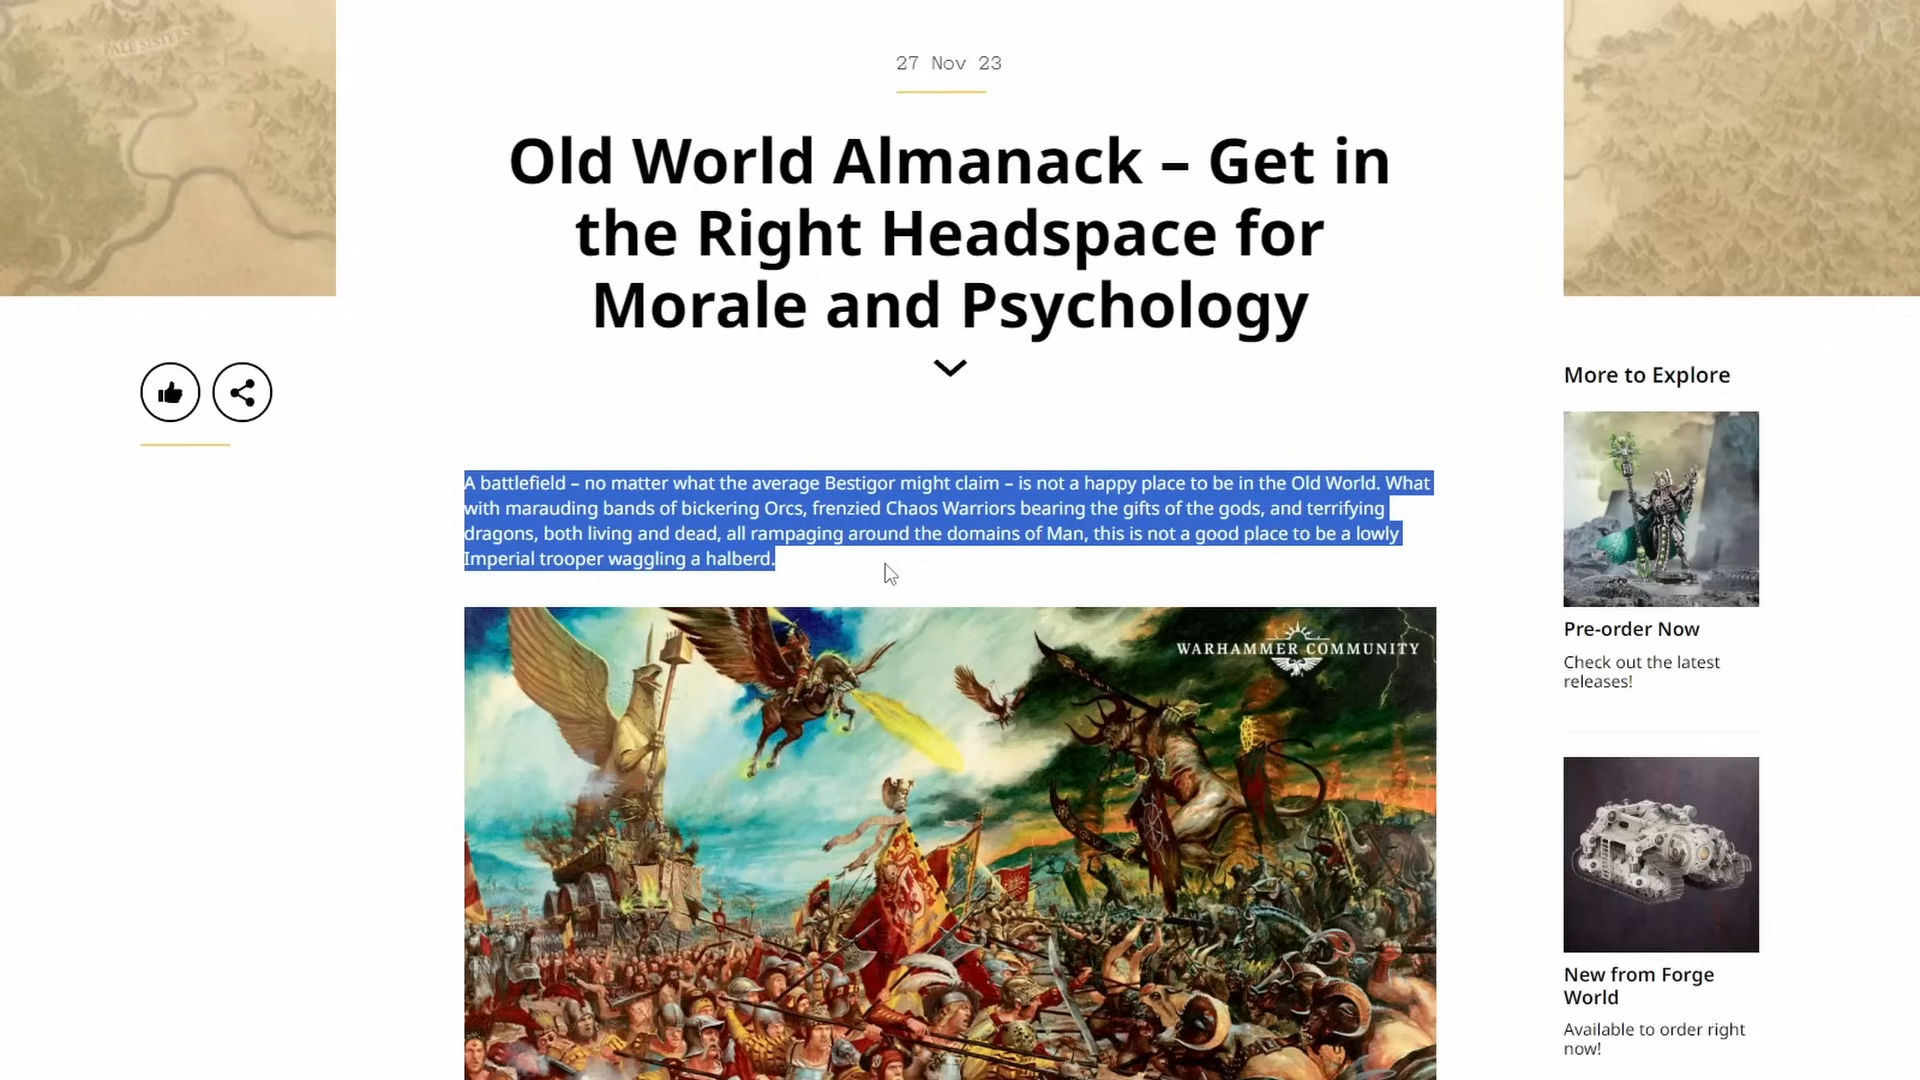 PALE SISTERS
27 Nov 23
Old World Almanack – Get in
the Right Headspace for
Morale and Psychology
A battlefield – no matter what the average Bestigor might claim – is not a happy place to be in the Old World. What
with marauding bands of bickering Orcs, frenzied Chaos Warriors bearing the gifts of the gods, and terrifying
dragons, both living and dead, all rampaging around the domains of Man, this is not a good place to be a lowly
Imperial trooper waggling a halberd.
WARHAMMER COMMUNITY
More to Explore
Pre-order Now
Check out the latest
releases!
New from Forge
World
Available to order right
now!